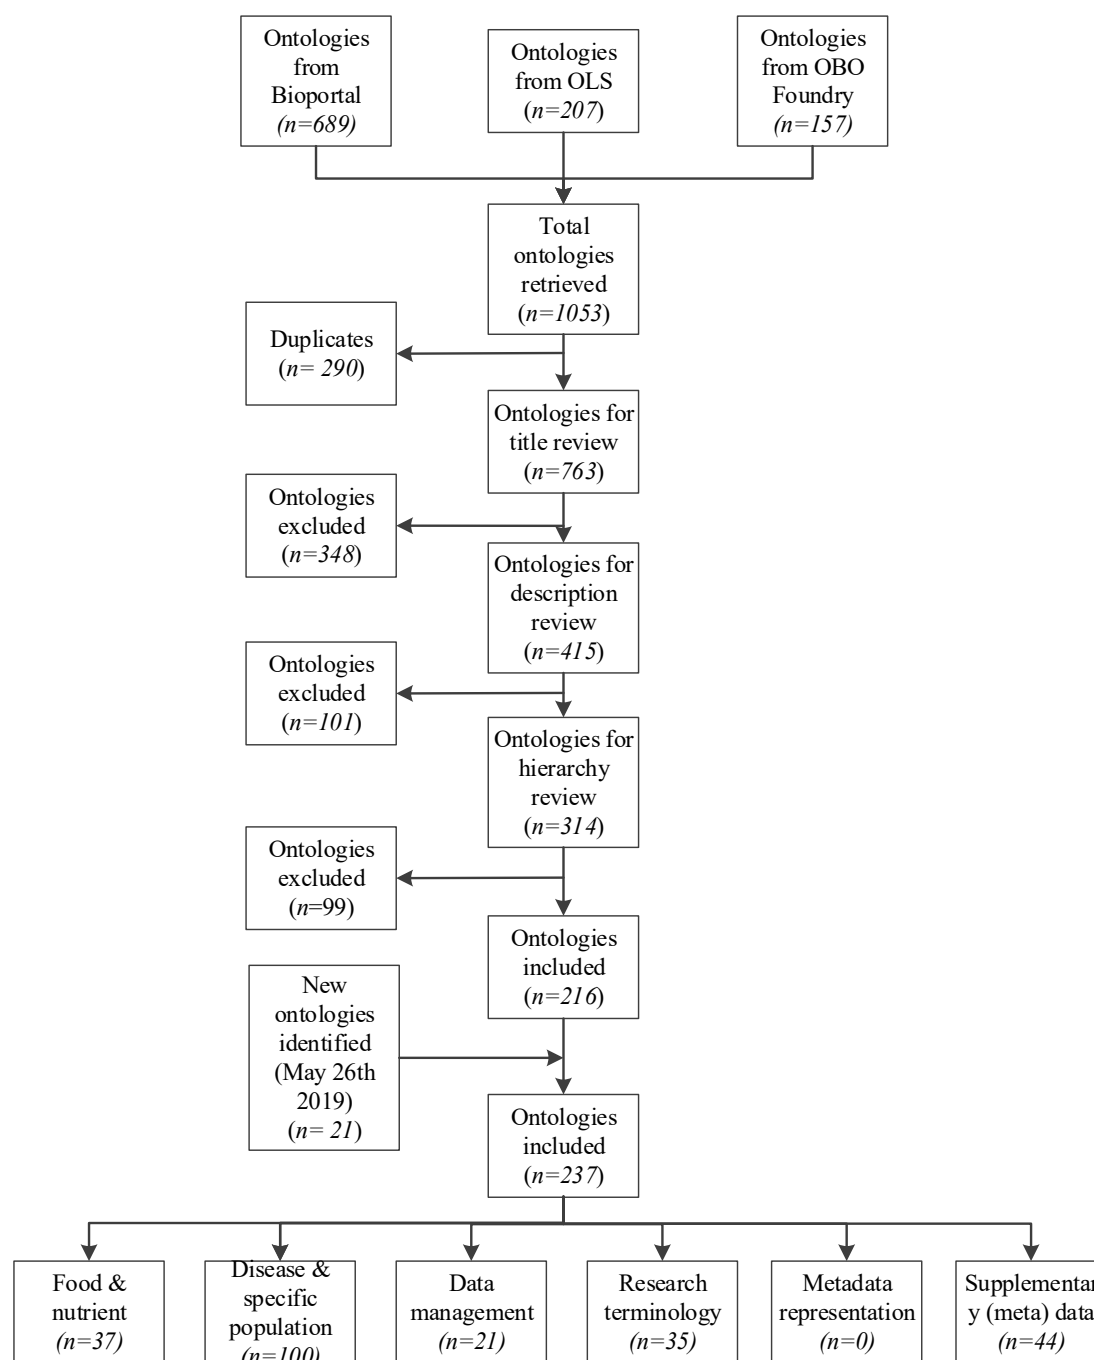 Ontologies
from
Bioportal
(n=689)
Ontologies
from OLS
(n=207)
Ontologies
from OBO
Foundry
(n=157)
Total
ontologies
retrieved
(n=1053)
Duplicates
(n= 290)
Ontologies for
title review
(n=763)
Ontologies
excluded
(n=348)
Ontologies for
description
review
(n=415)
Ontologies
excluded
(n=101)
Ontologies for
hierarchy
review
(n=314)
Ontologies
excluded
(n=99)
Ontologies
included
(n=216)
New
ontologies
identified
(May 26th
2019)
(n= 21)
Ontologies
included
(n=237)
Food &
nutrient
(n=37)
Disease &
specific
population
(n=100)
Data
management
(n=21)
Research
terminology
(n=35)
Metadata
representation
(n=0)
Supplementar
y (meta) data
(n=44)